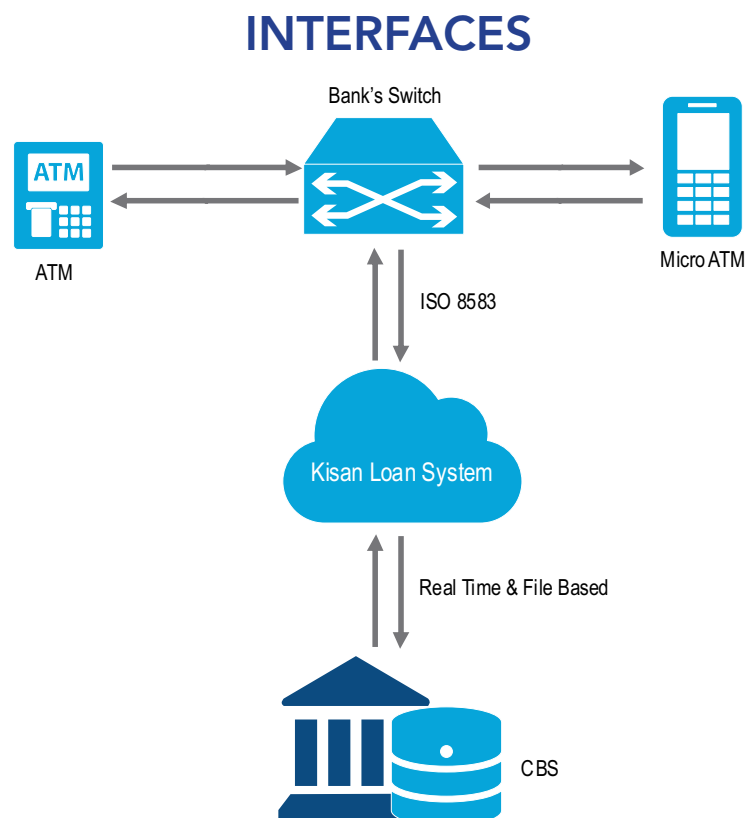 INTERFACES
Bank's Switch
ATM
ATM
Micro ATM
ISO 8583
Kisan Loan System
Real Time & File Based
CBS